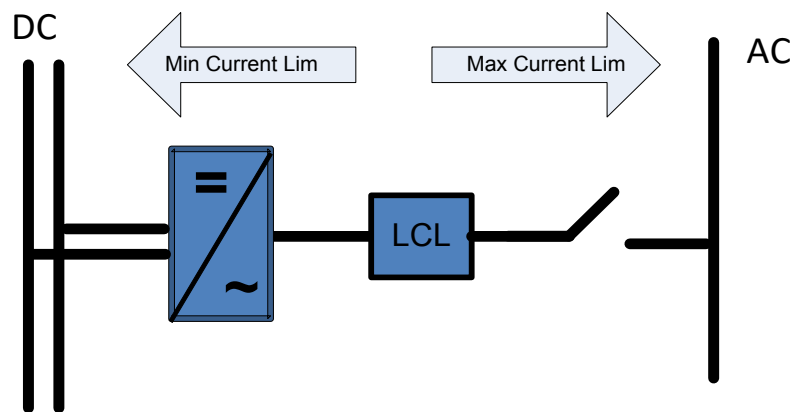 DC
Min Current Lim
Max Current Lim
AC
=
~
LCL